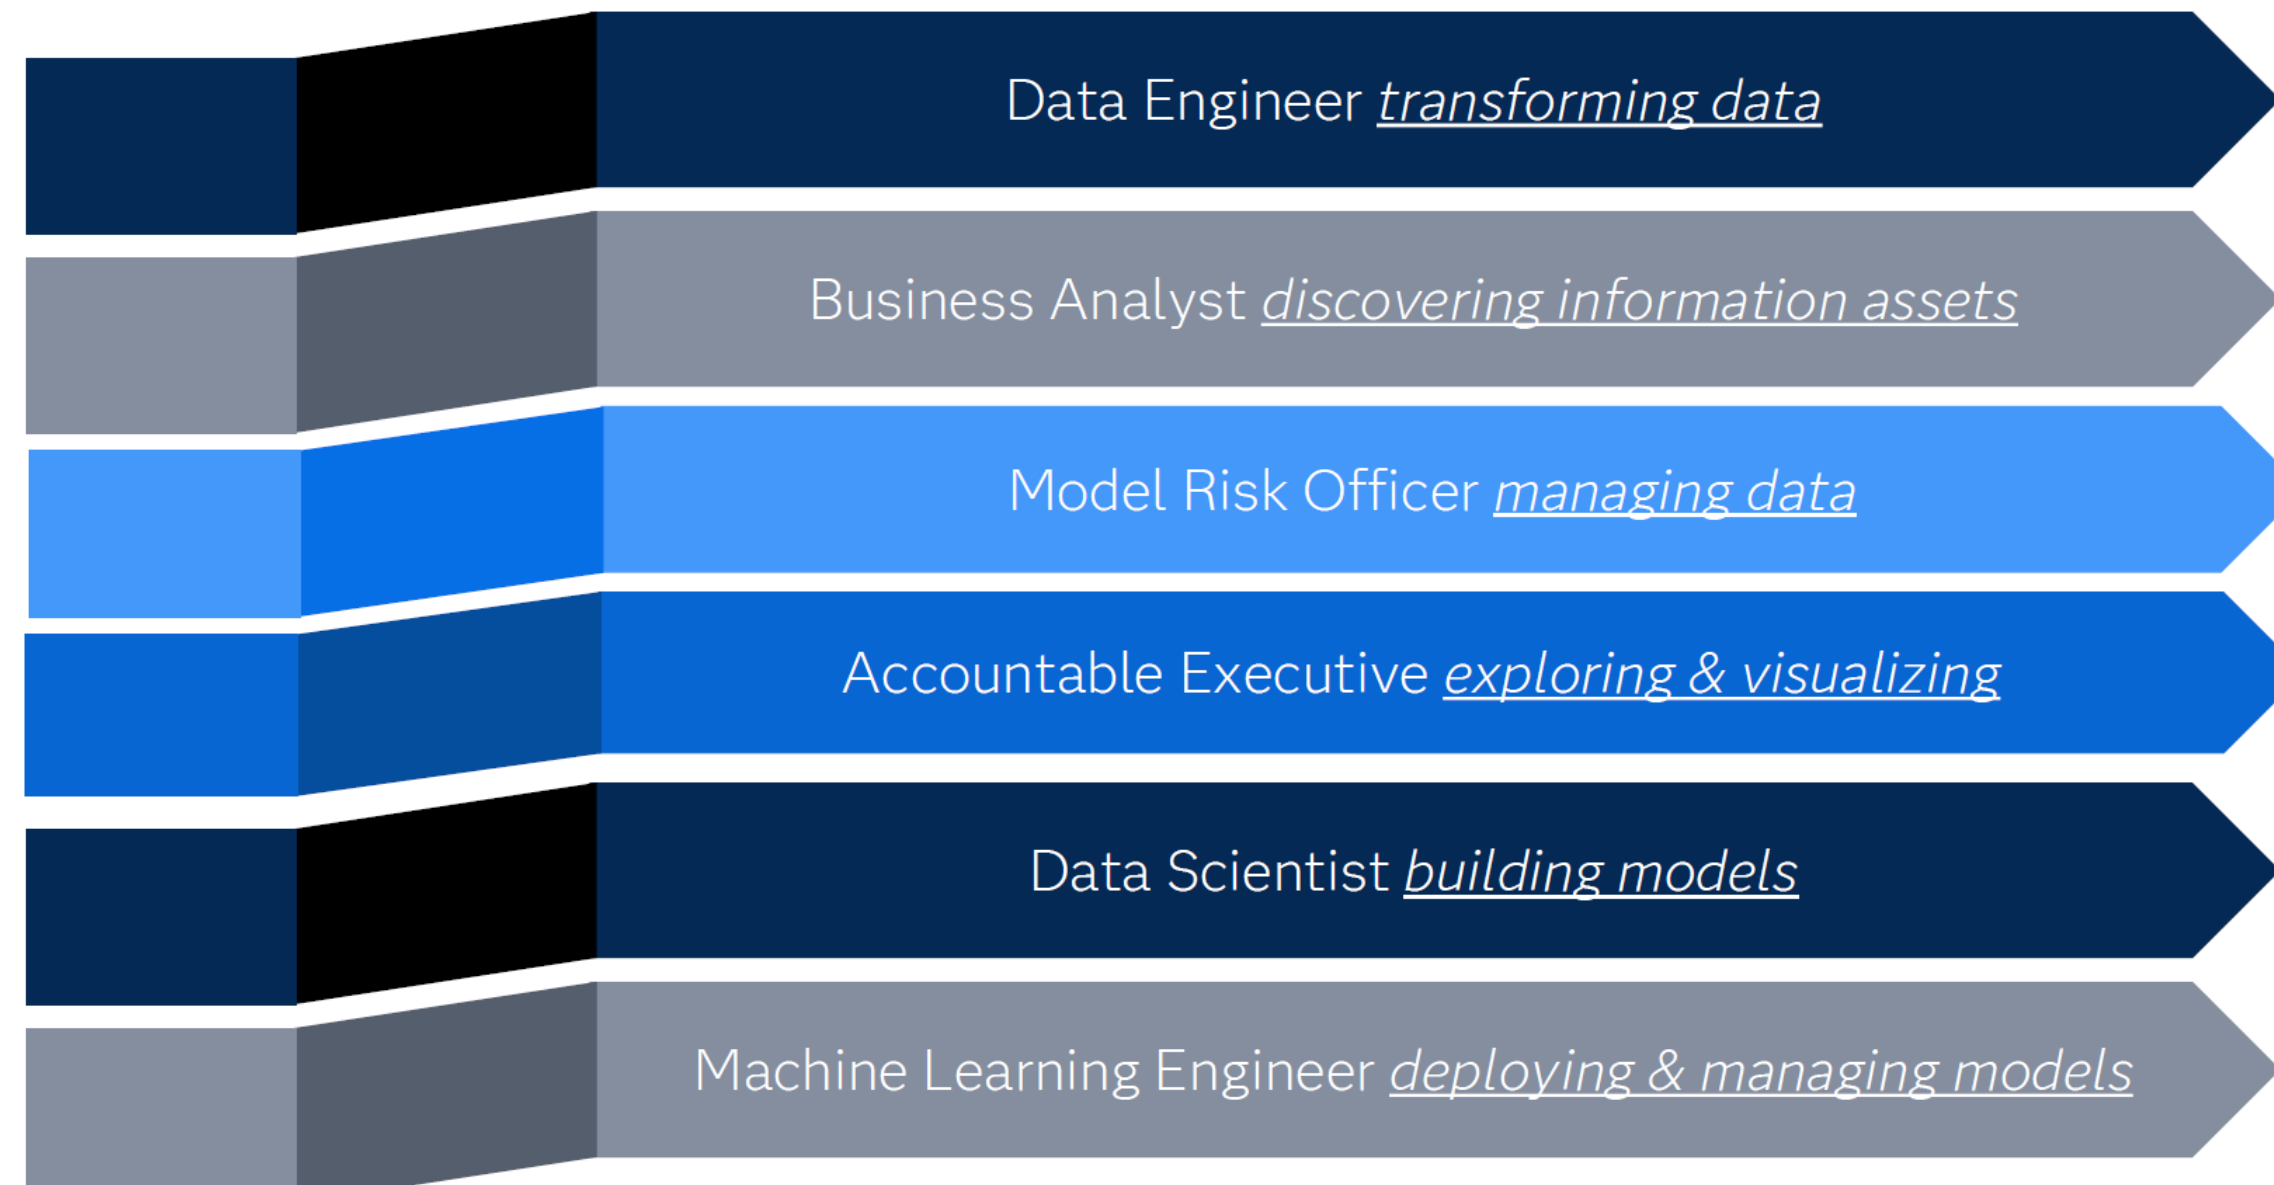 Data Engineer transforming data
Business Analyst discovering information assets
Model Risk Officer managing data
Accountable Executive exploring & visualizing
Data Scientist building models
Machine Learning Engineer deploying & managing models